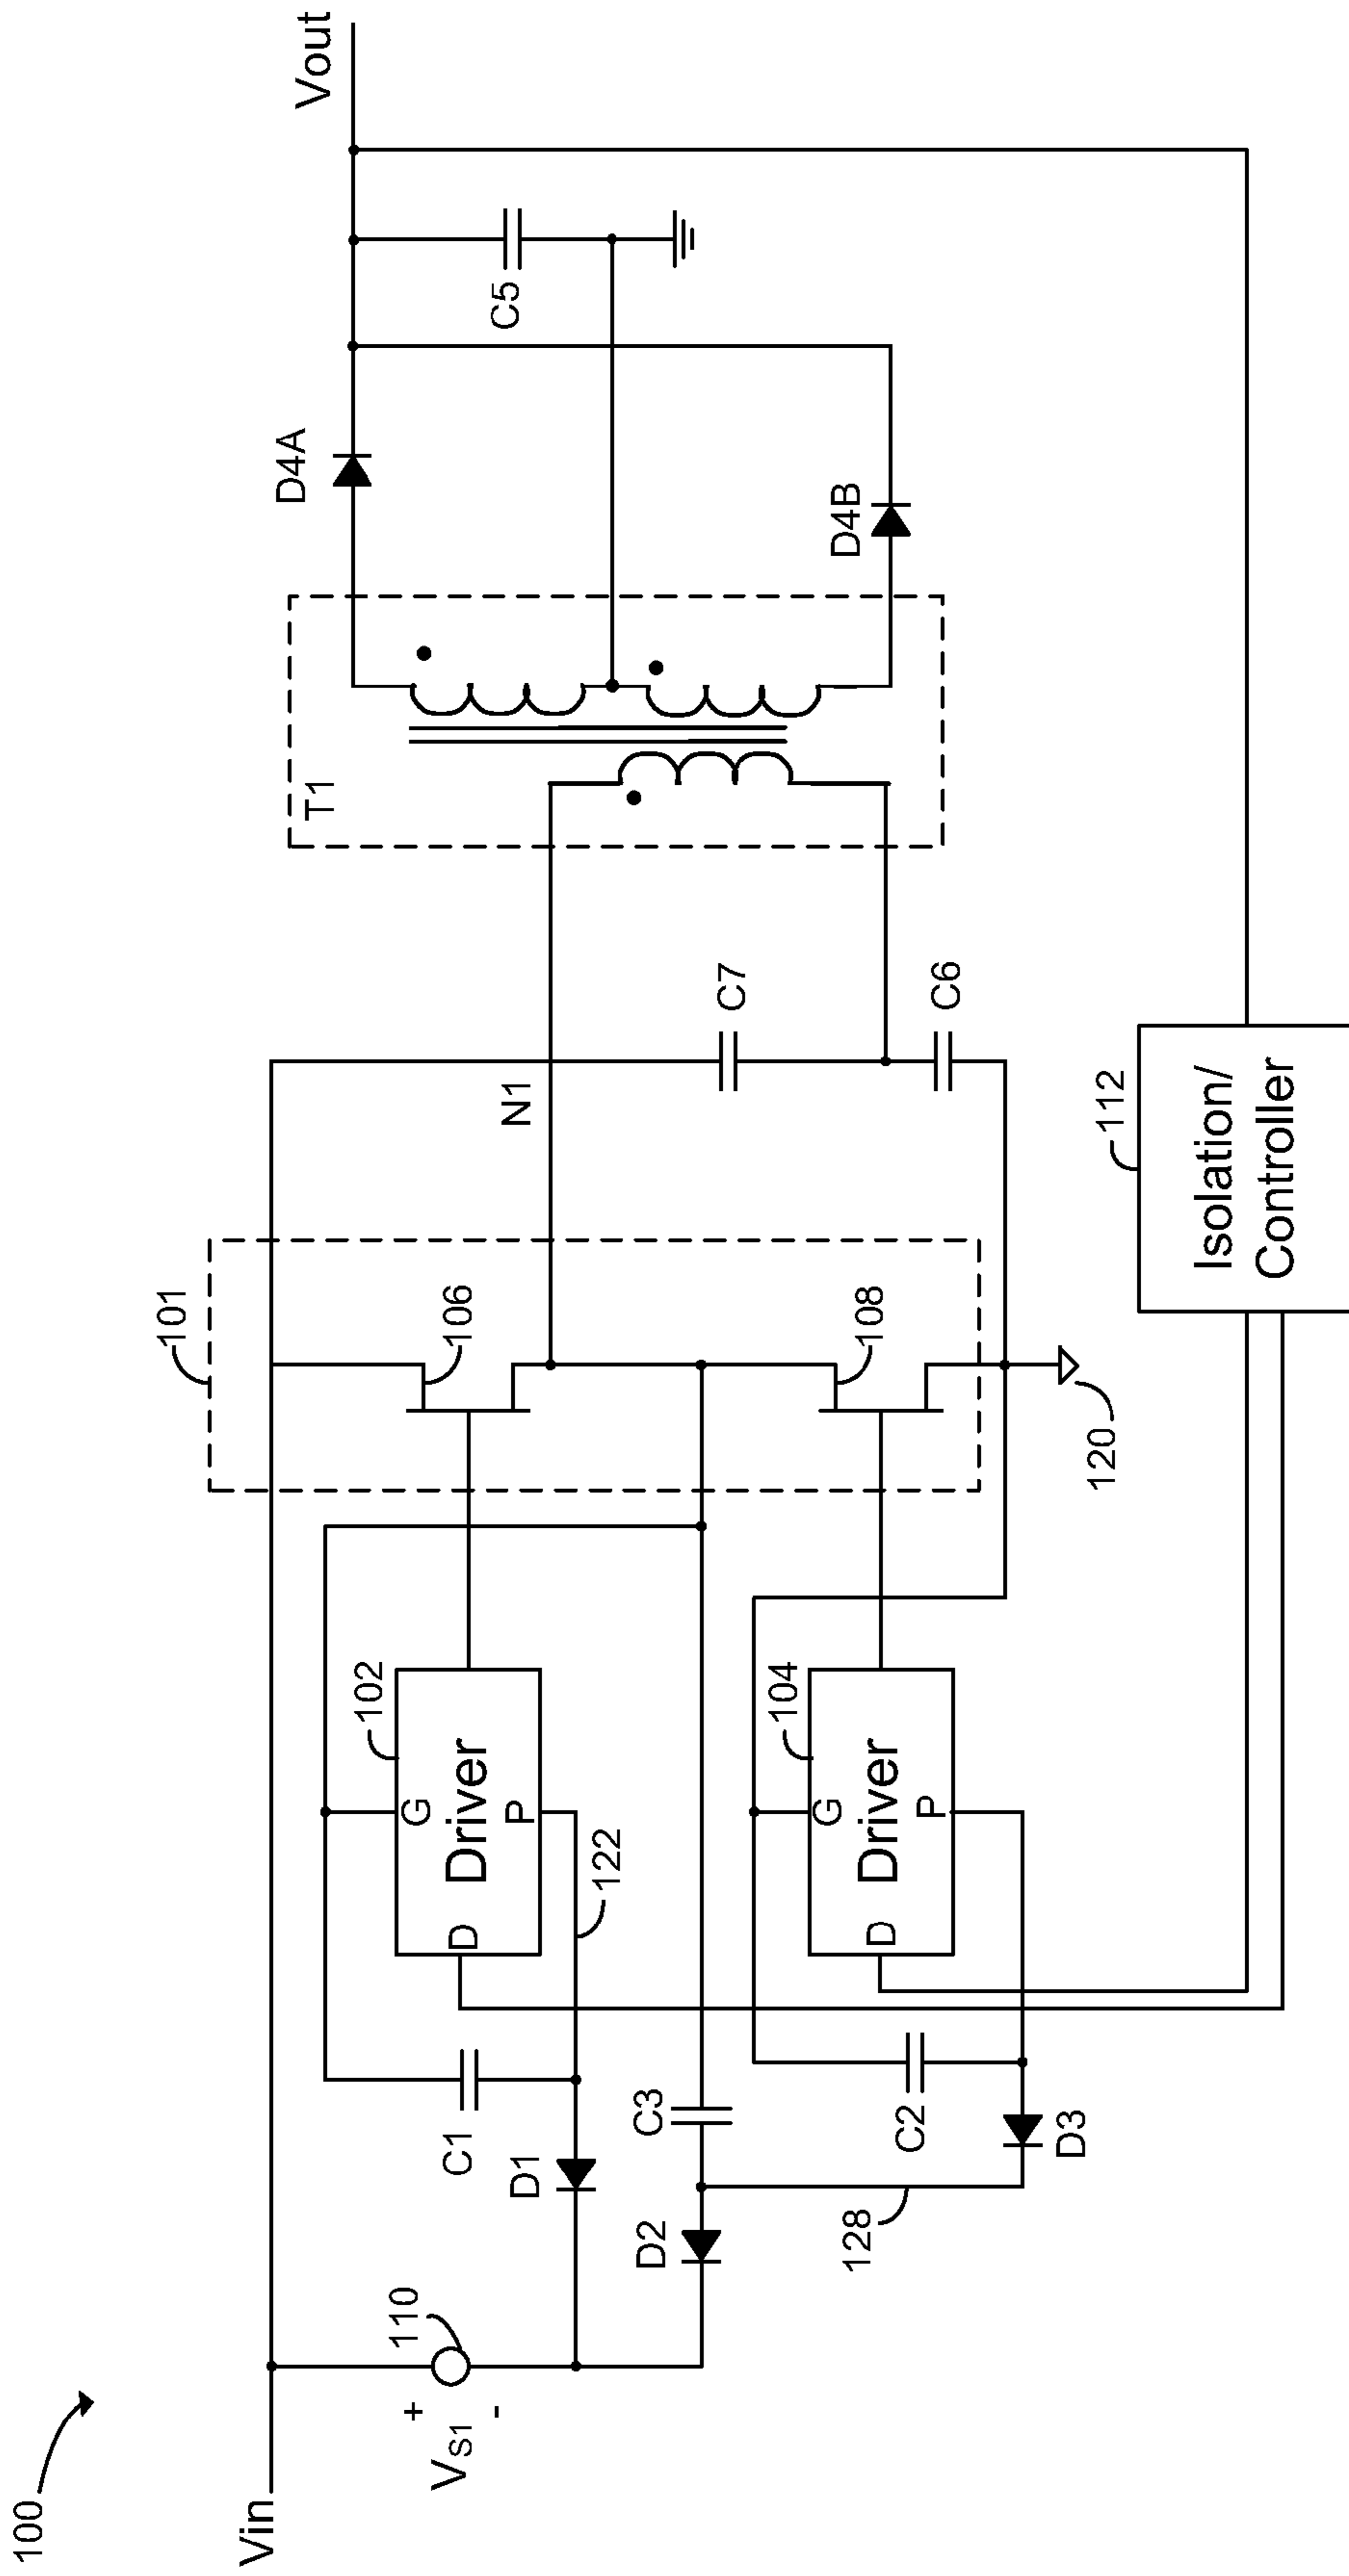 100
Vin
Vout
D4A
C5
D4B
T1
C7
N1
C6
101
106
108
120
112
Isolation/
Controller
102
G
Driver
D
P
122
104
G
Driver
D
P
C1
D1
C3
C2
D3
D2
128
110
+
VS1
-